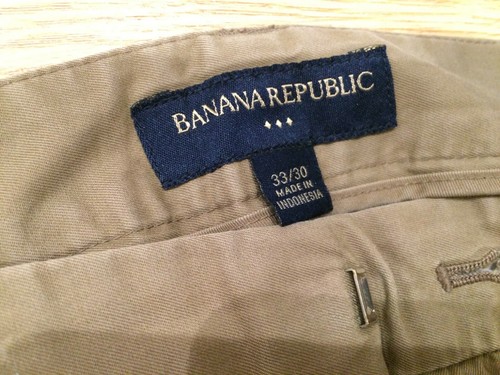 BANANA REPUBLIC
33/30
MADE IN
INDONESIA